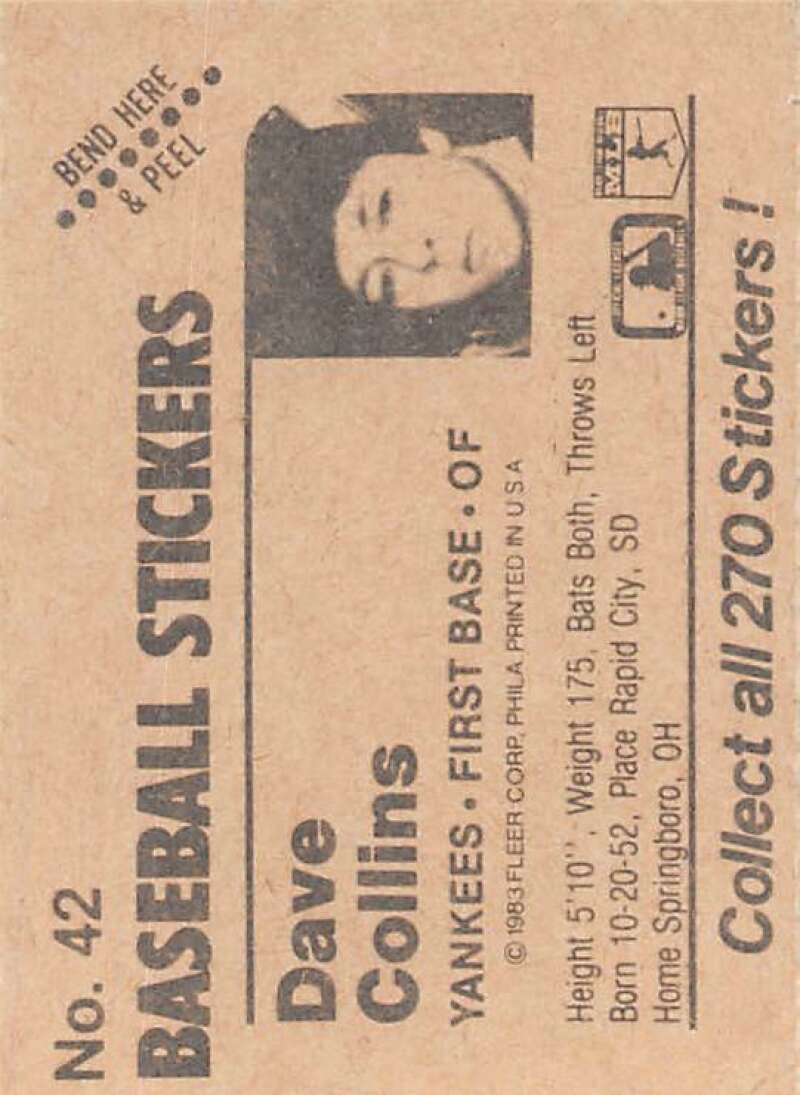 No. 42
BEND HERE
& PEEL
BASEBALL STICKERS
Dave
Collins
YANKEES • FIRST BASE • OF
© 1983 FLEER CORP, PHILA PRINTED IN U S A
Height 5'10'', Weight 175, Bats Both, Throws Left
Born 10-20-52, Place Rapid City, SD
Home Springboro, OH
Collect all 270 Stickers !